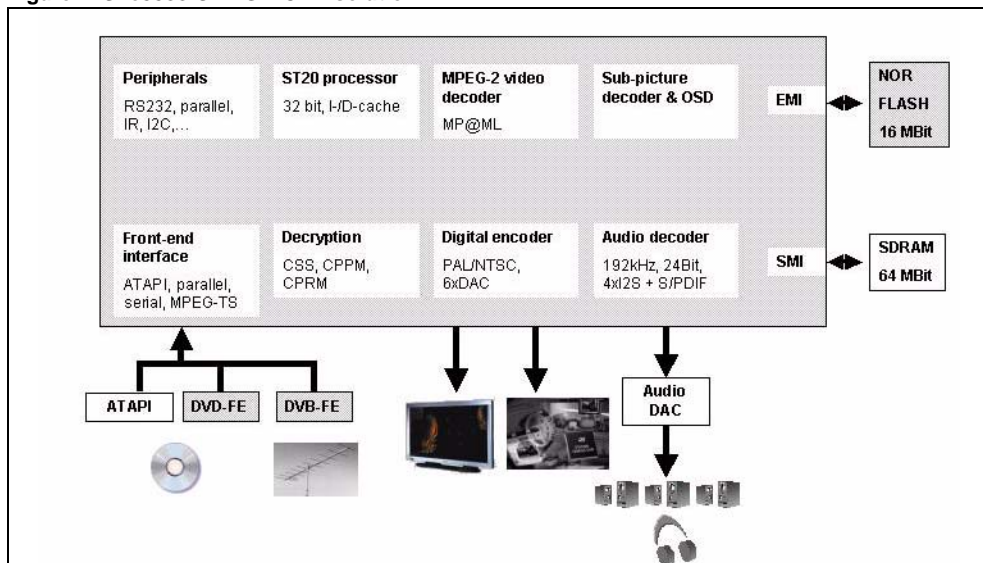 Peripherals
RS232, parallel,
IR, I2C,...
ST20 processor
32 bit, I-/D-cache
MPEG-2 video
decoder
MP@ML
Sub-picture
decoder & OSD
EMI
NOR
FLASH
16 MBit
Front-end
interface
ATAPI, parallel,
serial, MPEG-TS
Decryption
CSS, CPPM,
CPRM
Digital encoder
PAL/NTSC,
6xDAC
Audio decoder
192kHz, 24Bit,
4xI2S + S/PDIF
SMI
SDRAM
64 MBit
ATAPI
DVD-FE
DVB-FE
Audio
DAC